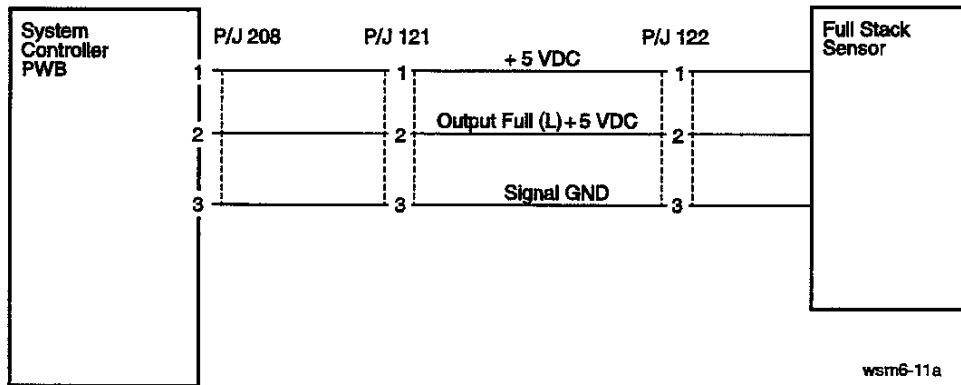 System
Controller
PWB
P/J 208
P/J 121
P/J 122
Full Stack
Sensor
1
1
+ 5 VDC
1
2
2
Output Full (L)+5 VDC
2
3
3
Signal GND
3
wsm6-11a